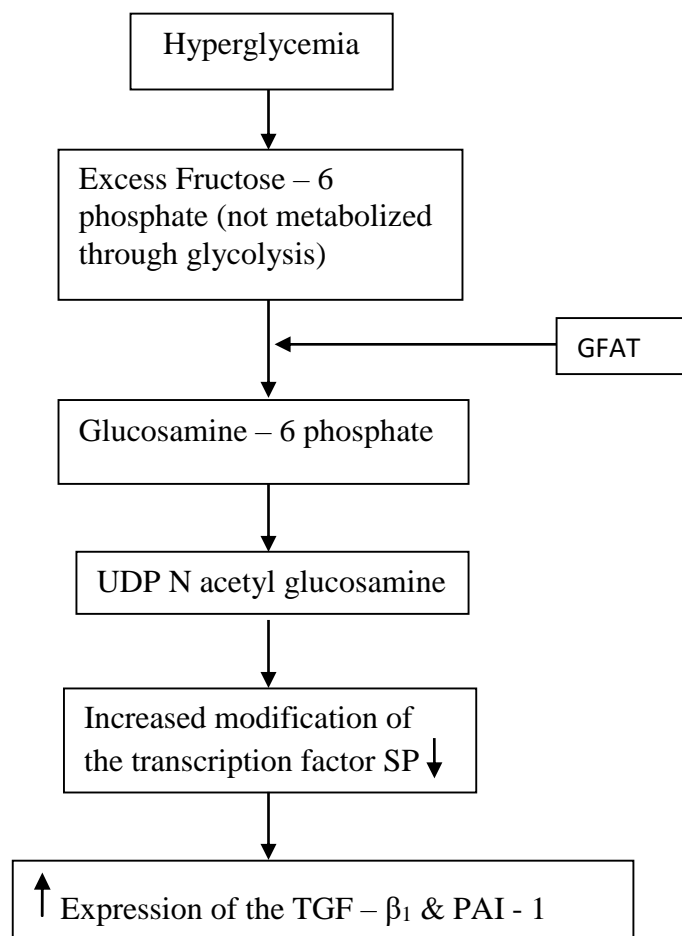 Hyperglycemia
Excess Fructose – 6
phosphate (not metabolized
through glycolysis)
GFAT
Glucosamine – 6 phosphate
UDP N acetyl glucosamine
Increased modification of
the transcription factor SP ↓
↑ Expression of the TGF – β₁ & PAI - 1